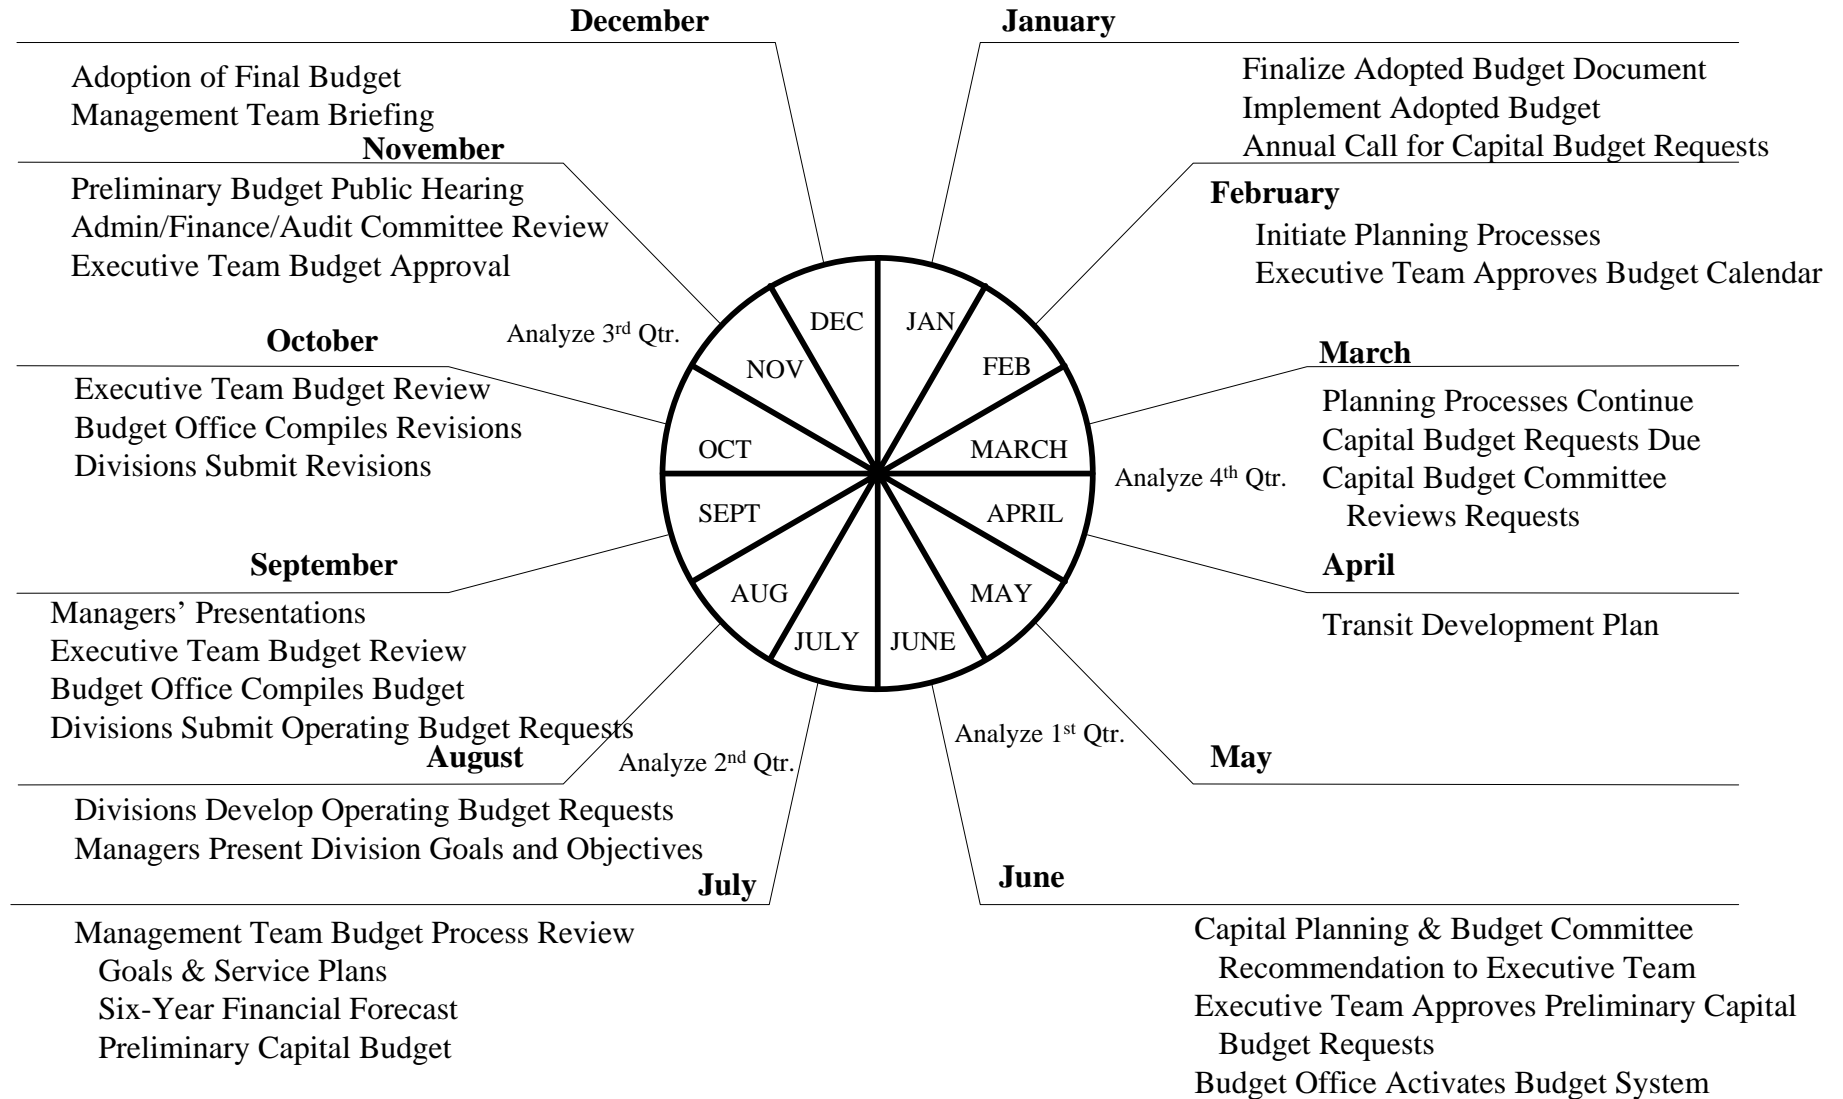 December
Adoption of Final Budget
Management Team Briefing
November
Preliminary Budget Public Hearing
Admin/Finance/Audit Committee Review
Executive Team Budget Approval
Analyze 3rd Qtr.
October
Executive Team Budget Review
Budget Office Compiles Revisions
Divisions Submit Revisions
September
Managers’ Presentations
Executive Team Budget Review
Budget Office Compiles Budget
Divisions Submit Operating Budget Requests
August
Analyze 2nd Qtr.
Divisions Develop Operating Budget Requests
Managers Present Division Goals and Objectives
July
Management Team Budget Process Review
Goals & Service Plans
Six-Year Financial Forecast
Preliminary Capital Budget
DEC
JAN
NOV
FEB
OCT
MARCH
SEPT
APRIL
AUG
MAY
JULY
JUNE
January
Finalize Adopted Budget Document
Implement Adopted Budget
Annual Call for Capital Budget Requests
February
Initiate Planning Processes
Executive Team Approves Budget Calendar
March
Planning Processes Continue
Capital Budget Requests Due
Capital Budget Committee
Reviews Requests
Analyze 4th Qtr.
April
Transit Development Plan
Analyze 1st Qtr.
May
June
Capital Planning & Budget Committee
Recommendation to Executive Team
Executive Team Approves Preliminary Capital
Budget Requests
Budget Office Activates Budget System